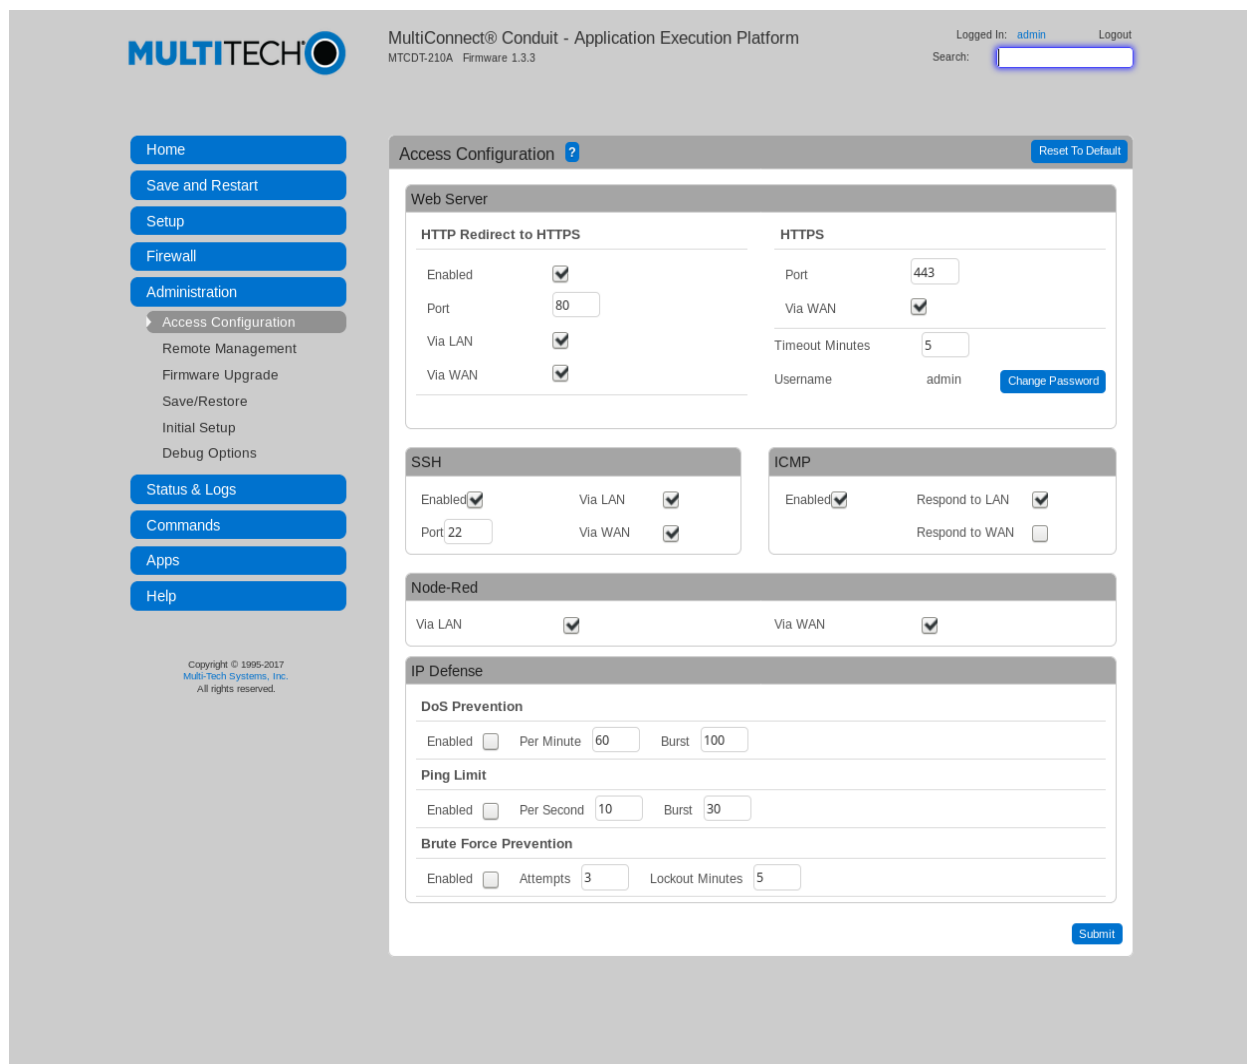 MULTITECH
MultiConnect® Conduit - Application Execution Platform
MTCDT-210A Firmware 1.3.3
Logged In: admin Logout
Search:
Home
Save and Restart
Setup
Firewall
Administration
Access Configuration
Remote Management
Firmware Upgrade
Save/Restore
Initial Setup
Debug Options
Status & Logs
Commands
Apps
Help
Copyright © 1995-2017
Multi-Tech Systems, Inc.
All rights reserved.
Access Configuration ? Reset To Default
Web Server
HTTP Redirect to HTTPS
Enabled
Port 80
Via LAN
Via WAN
HTTPS
Port 443
Via WAN
Timeout Minutes 5
Username admin Change Password
SSH
Enabled Via LAN
Port 22 Via WAN
ICMP
Enabled Respond to LAN
Respond to WAN
Node-Red
Via LAN Via WAN
IP Defense
DoS Prevention
Enabled Per Minute 60 Burst 100
Ping Limit
Enabled Per Second 10 Burst 30
Brute Force Prevention
Enabled Attempts 3 Lockout Minutes 5
Submit